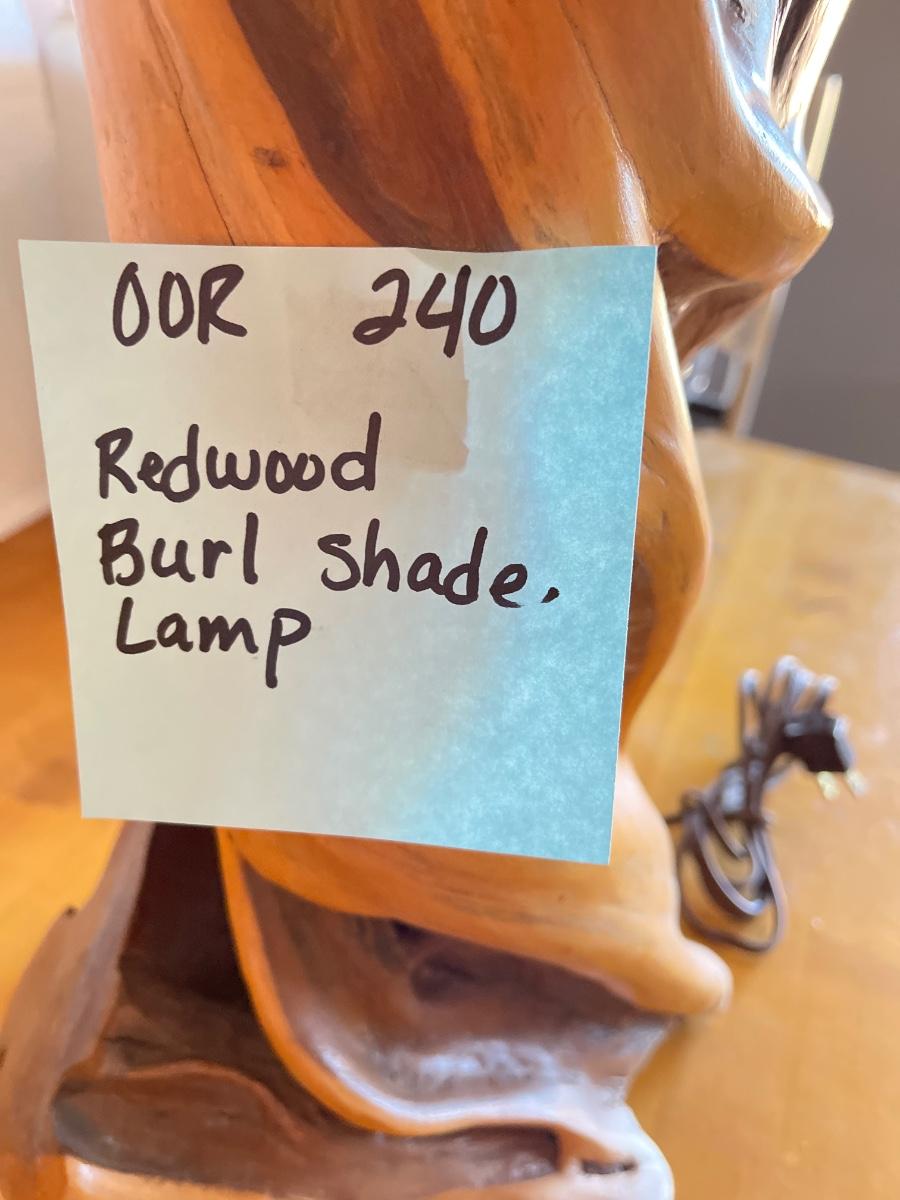 OOR 240
Redwood
Burl Shade.
Lamp